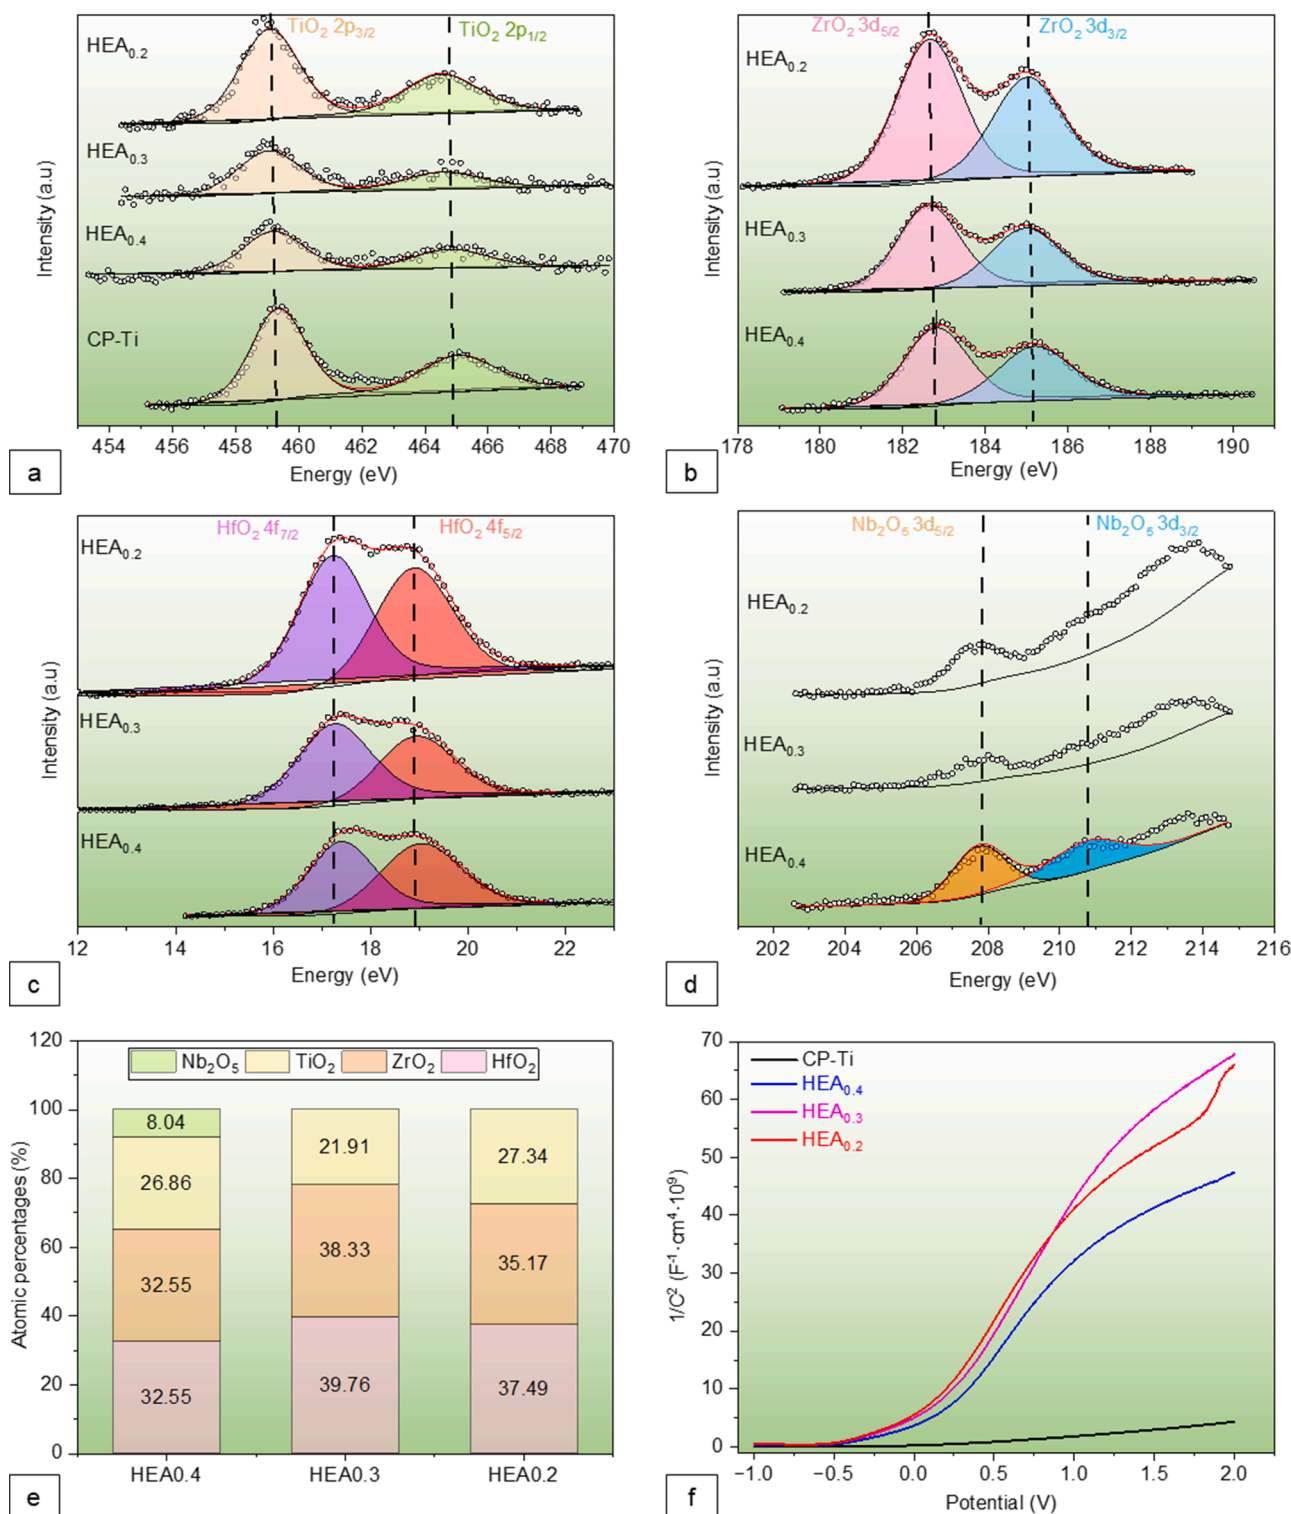 TiO₂ 2p₃/₂ TiO₂ 2p₁/₂
HEA₀.₂
HEA₀.₃
HEA₀.₄
CP-Ti
Intensity (a.u)
454 456 458 460 462 464 466 468 470
Energy (eV)
a
ZrO₂ 3d₅/₂ ZrO₂ 3d₃/₂
HEA₀.₂
HEA₀.₃
HEA₀.₄
Intensity (a.u)
178 180 182 184 186 188 190
Energy (eV)
b
HfO₂ 4f₇/₂ HfO₂ 4f₅/₂
HEA₀.₂
HEA₀.₃
HEA₀.₄
Intensity (a.u)
12 14 16 18 20 22
Energy (eV)
c
Nb₂O₅ 3d₅/₂ Nb₂O₅ 3d₃/₂
HEA₀.₂
HEA₀.₃
HEA₀.₄
Intensity (a.u)
202 204 206 208 210 212 214 216
Energy (eV)
d
120
100
80
60
40
20
0
Atomic percentages (%)
Nb₂O₅ TiO₂ ZrO₂ HfO₂
8.04
26.86 21.91 27.34
32.55 38.33 35.17
32.55 39.76 37.49
HEA0.4 HEA0.3 HEA0.2
e
70
60
50
40
30
20
10
0
1/C² (F⁻¹·cm⁴·10⁹)
CP-Ti
HEA₀.₄
HEA₀.₃
HEA₀.₂
−1.0 −0.5 0.0 0.5 1.0 1.5 2.0
Potential (V)
f